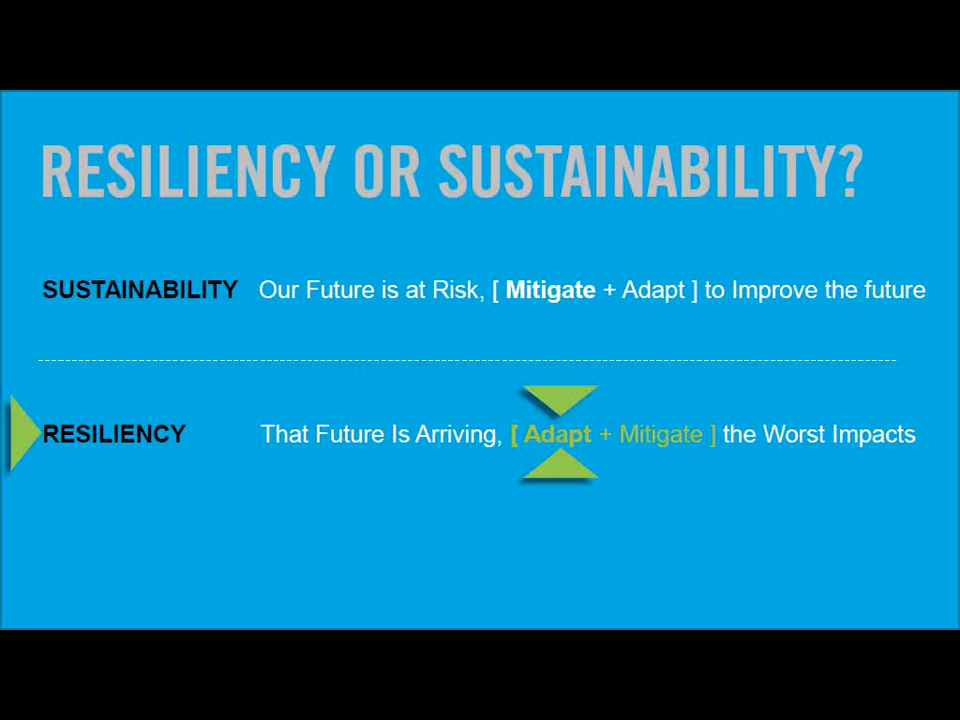 RESILIENCY OR SUSTAINABILITY?
SUSTAINABILITY Our Future is at Risk, [ Mitigate + Adapt ] to Improve the future
RESILIENCY That Future Is Arriving, [ Adapt + Mitigate ] the Worst Impacts